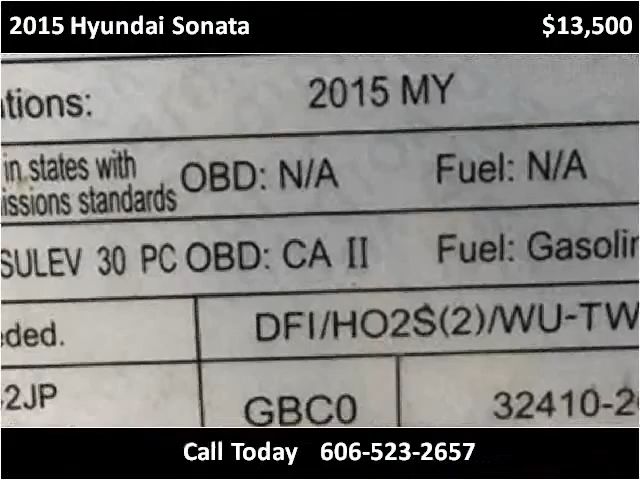 2015 Hyundai Sonata $13,500
tions: 2015 MY
in states with
issions standards OBD: N/A Fuel: N/A
SULEV 30 PC OBD: CA II Fuel: Gasolin
eded. DFI/HO2S(2)/WU-TW
2JP GBC0 32410-2
Call Today 606-523-2657